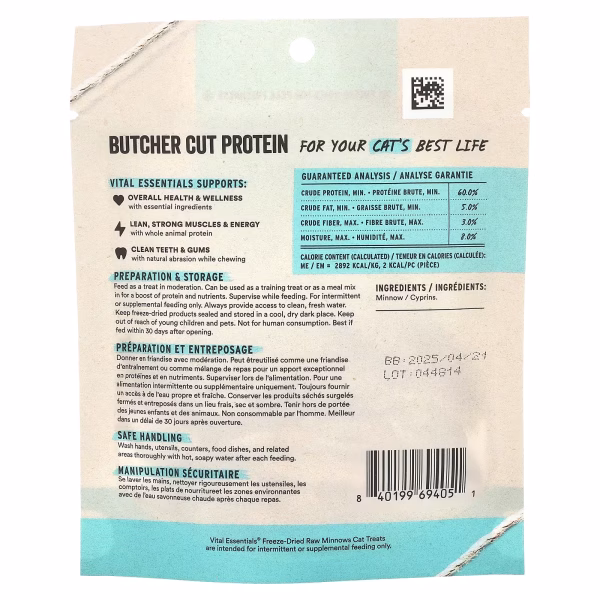 BUTCHER CUT PROTEIN FOR YOUR CAT'S BEST LIFE
VITAL ESSENTIALS SUPPORTS:
OVERALL HEALTH & WELLNESS
with essential ingredients
LEAN, STRONG MUSCLES & ENERGY
with whole animal protein
CLEAN TEETH & GUMS
with natural abrasion while chewing
GUARANTEED ANALYSIS / ANALYSE GARANTIE
CRUDE PROTEIN, MIN. • PROTÉINE BRUTE, MIN. 60.0%
CRUDE FAT, MIN. • GRAISSE BRUTE, MIN. 5.0%
CRUDE FIBER, MAX. • FIBRE BRUTE, MAX. 3.0%
MOISTURE, MAX. • HUMIDITÉ, MAX. 8.0%
CALORIE CONTENT (CALCULATED) / TENEUR EN CALORIES (CALCULÉE):
ME / EM = 2892 KCAL/KG, 2 KCAL/PC (PIÈCE)
PREPARATION & STORAGE
Feed as a treat in moderation. Can be used as a training treat or as a meal mix
in for a boost of protein and nutrients. Supervise while feeding. For intermittent
or supplemental feeding only. Always provide access to clean, fresh water.
Keep freeze-dried products sealed and stored in a cool, dry dark place. Keep
out of reach of young children and pets. Not for human consumption. Best if
fed within 30 days after opening.
INGREDIENTS / INGRÉDIENTS:
Minnow / Cyprins.
PRÉPARATION ET ENTREPOSAGE
Donner en friandise avec modération. Peut êtreutilisé comme une friandise
d'entraînement ou comme mélange de repas pour un apport exceptionnel
en protéines et en nutriments. Superviser lors de l'alimentation. Pour une
alimentation intermittente ou supplémentaire uniquement. Toujours fournir
un accès à de l'eau propre et fraîche. Conserver les produits séchés surgelés
fermés et entreposés dans un lieu frais, sec et sombre. Tenir hors de portée
des jeunes enfants et des animaux. Non consommable par l'homme. Meilleur
dans un délai de 30 jours après ouverture.
BB:2025/04/21
LOT:044814
SAFE HANDLING
Wash hands, utensils, counters, food dishes, and related
areas thoroughly with hot, soapy water after each feeding.
MANIPULATION SÉCURITAIRE
Se laver les mains, nettoyer rigoureusement les ustensiles, les
comptoirs, les plats de nourritureet les zones environnantes
avec de l'eau savonneuse chaude après chaque repas.
8 40199 69405 1
Vital Essentials® Freeze-Dried Raw Minnows Cat Treats
are intended for intermittent or supplemental feeding only.